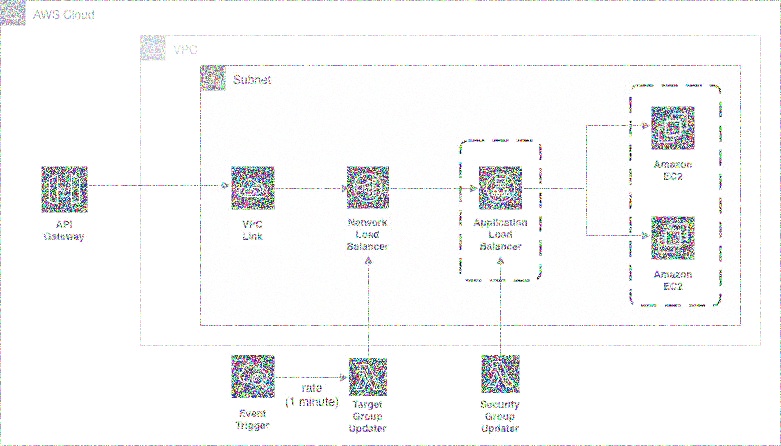 AWS Cloud
VPC
Subnet
Amazon
EC2
API
Gateway
VPC
Link
Network
Load
Balancer
Application
Load
Balancer
Amazon
EC2
Event
Trigger
rate
(1 minute)
Target
Group
Updater
Security
Group
Updater